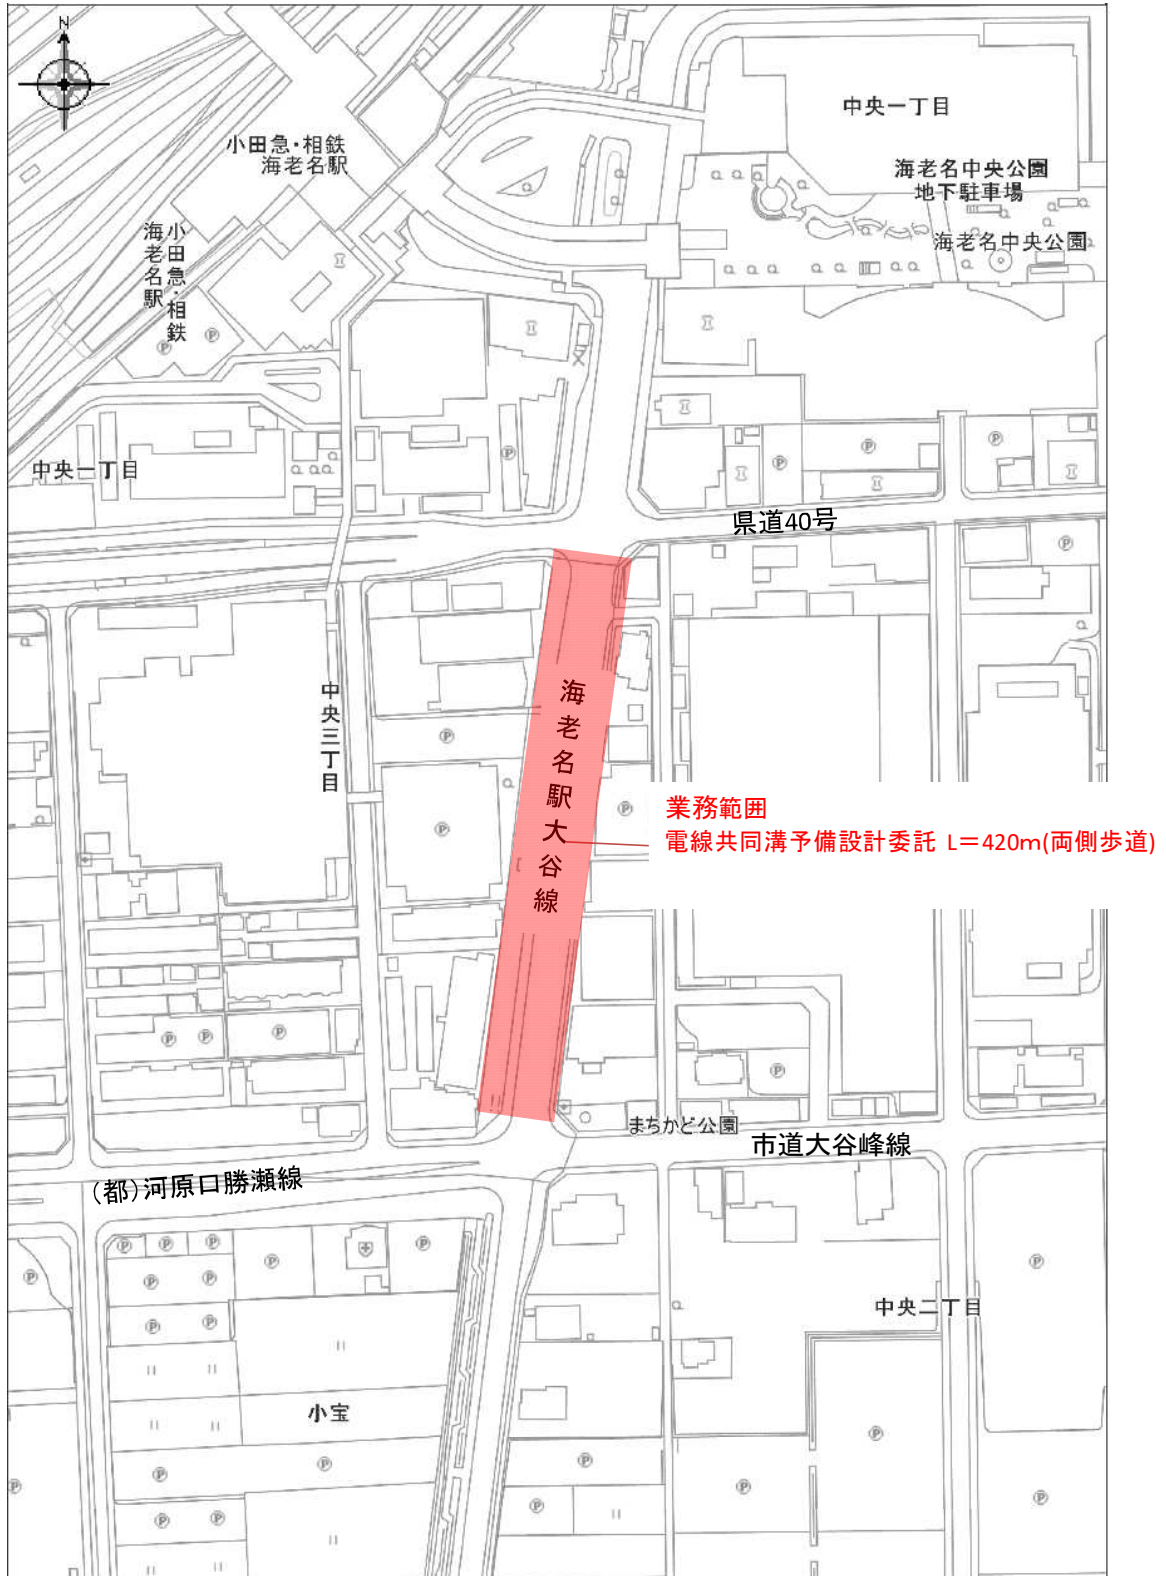 N
中央一丁目
小田急・相鉄
海老名駅
海老名中央公園
地下駐車場
海老名中央公園
小田急・相鉄
海老名駅
中央一丁目
県道40号
中央三丁目
海老名駅大谷線
業務範囲
電線共同溝予備設計委託 L=420m(両側歩道)
まちかど公園
市道大谷峰線
(都)河原口勝瀬線
中央二丁目
小宝